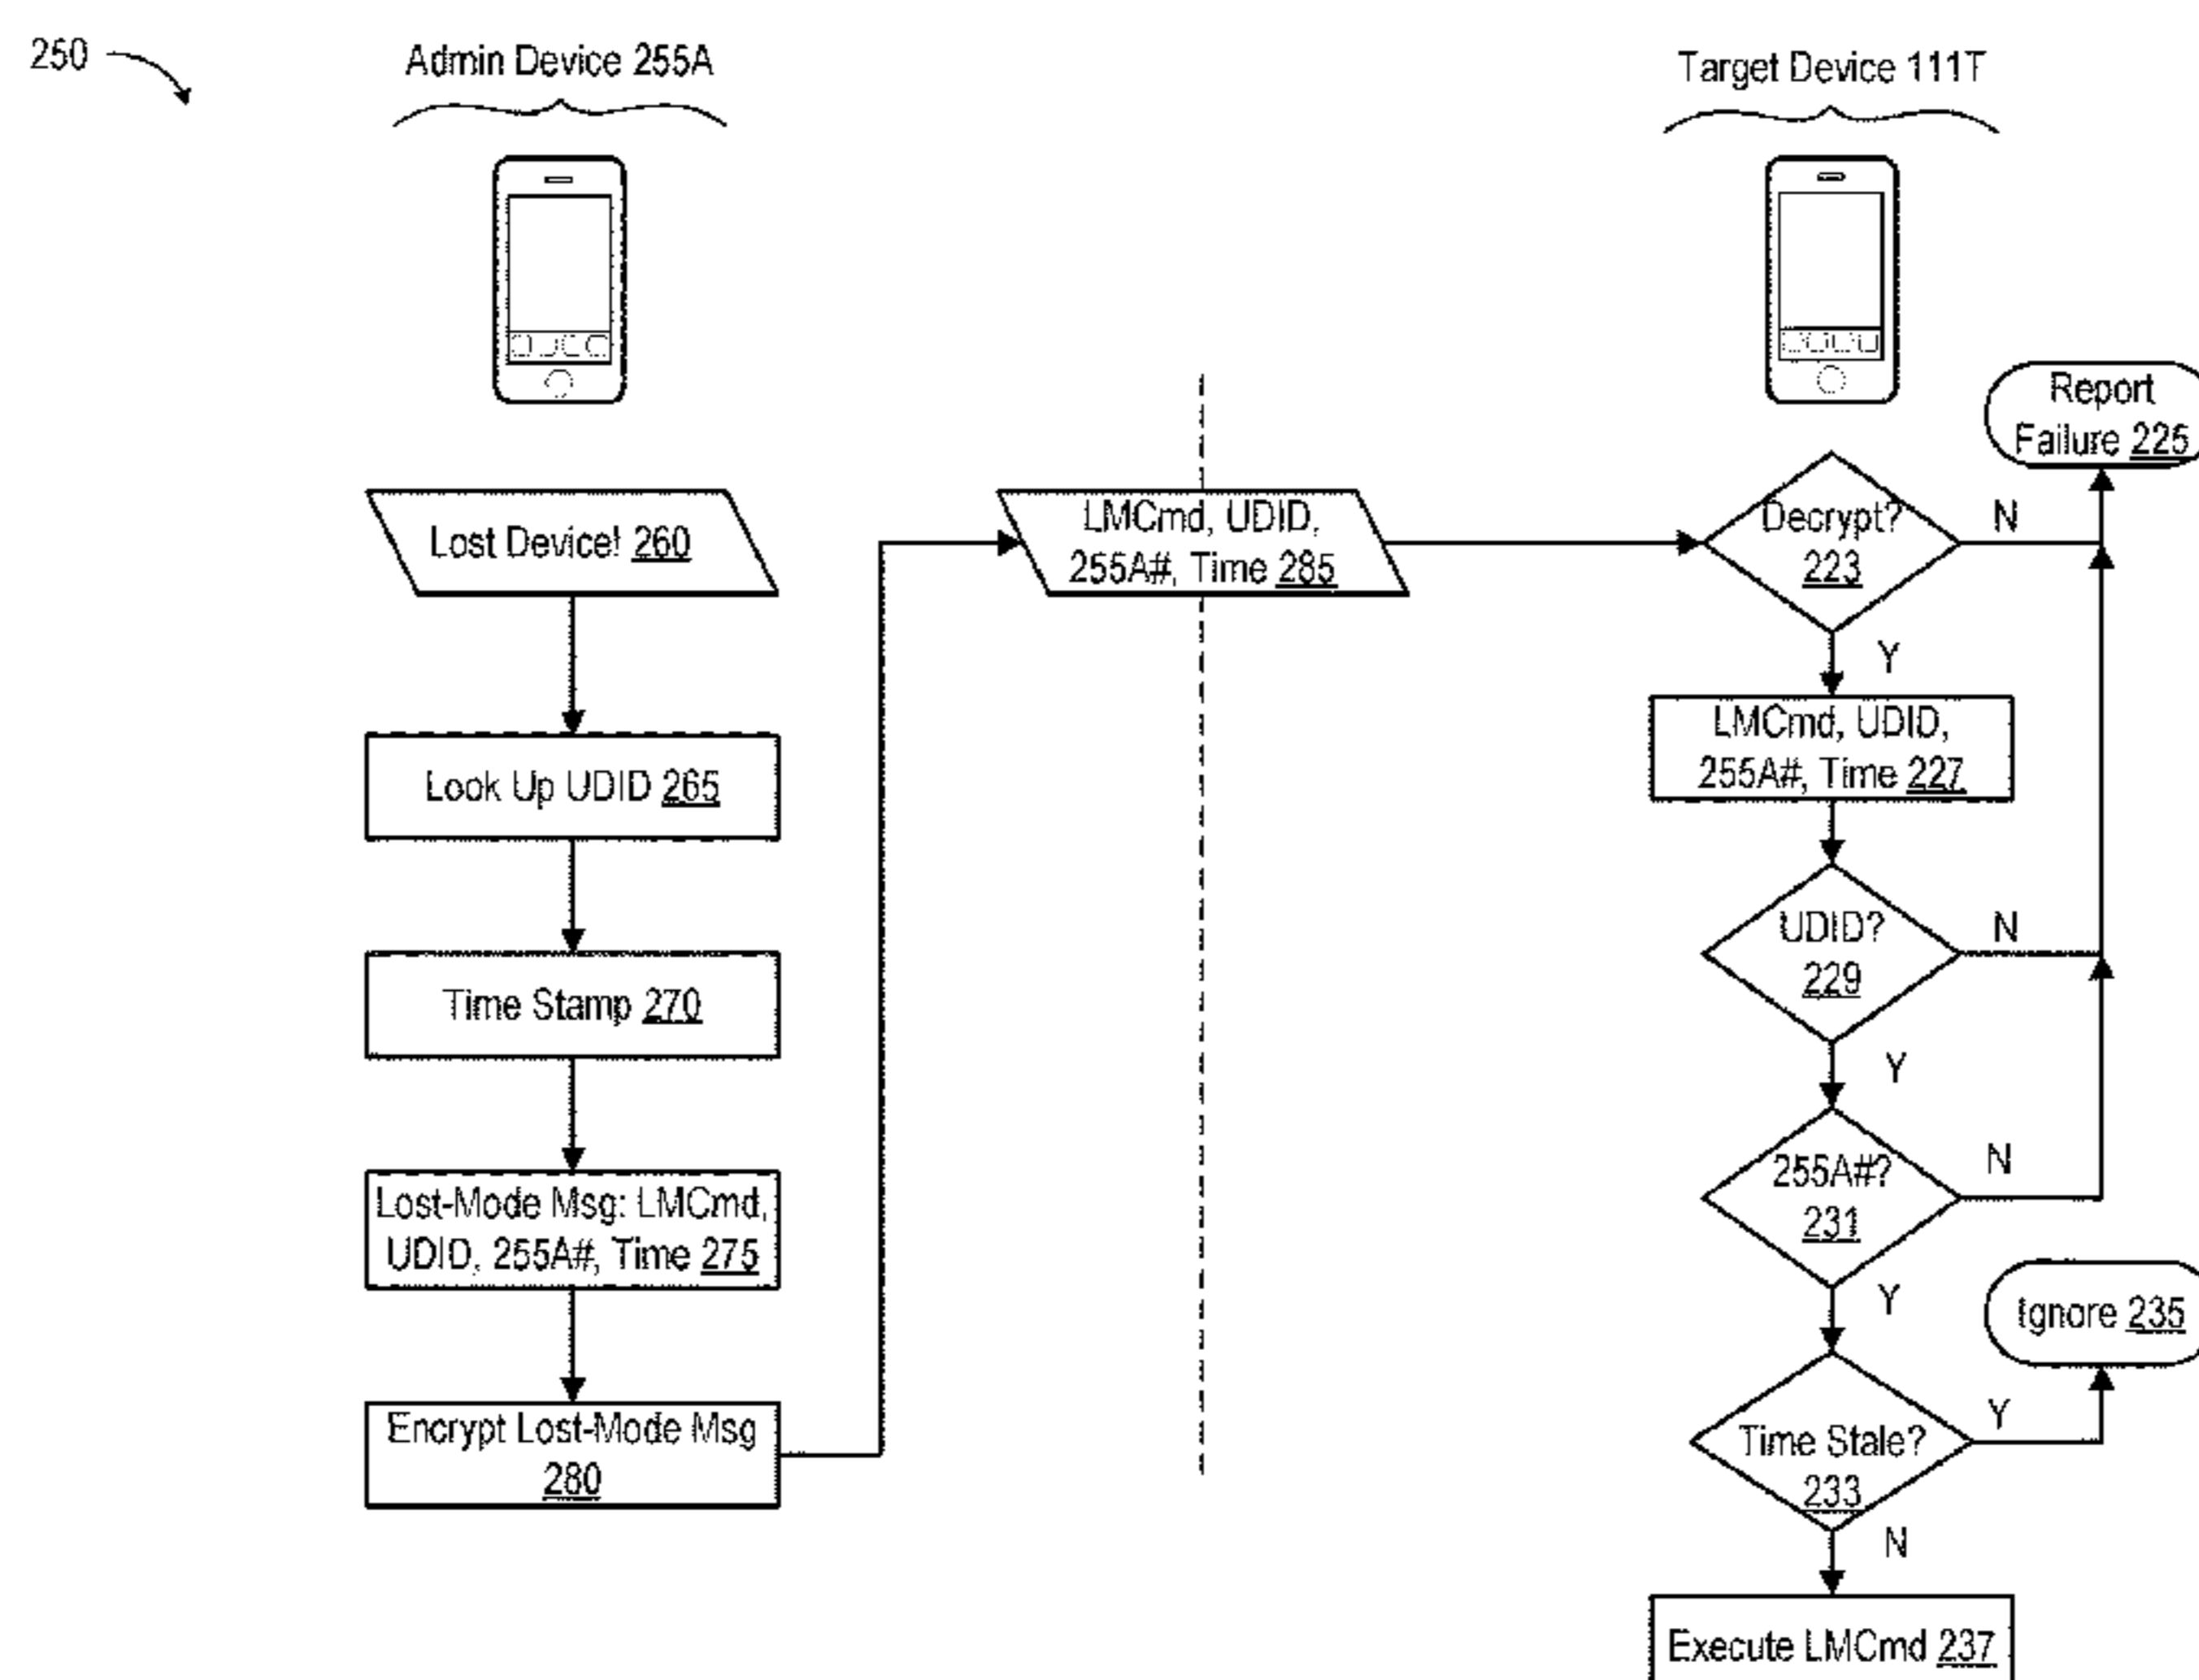 250
Admin Device 255A
Target Device 111T
Report
Failure 225
Lost Device! 260
LMCmd, UDID,
255A#, Time 285
Decrypt?
223
N
Y
Look Up UDID 265
LMCmd, UDID,
255A#, Time 227
Time Stamp 270
UDID?
229
N
Y
Lost-Mode Msg: LMCmd,
UDID, 255A#, Time 275
255A#?
231
N
Y
Ignore 235
Encrypt Lost-Mode Msg
280
Time Stale?
233
Y
N
Execute LMCmd 237